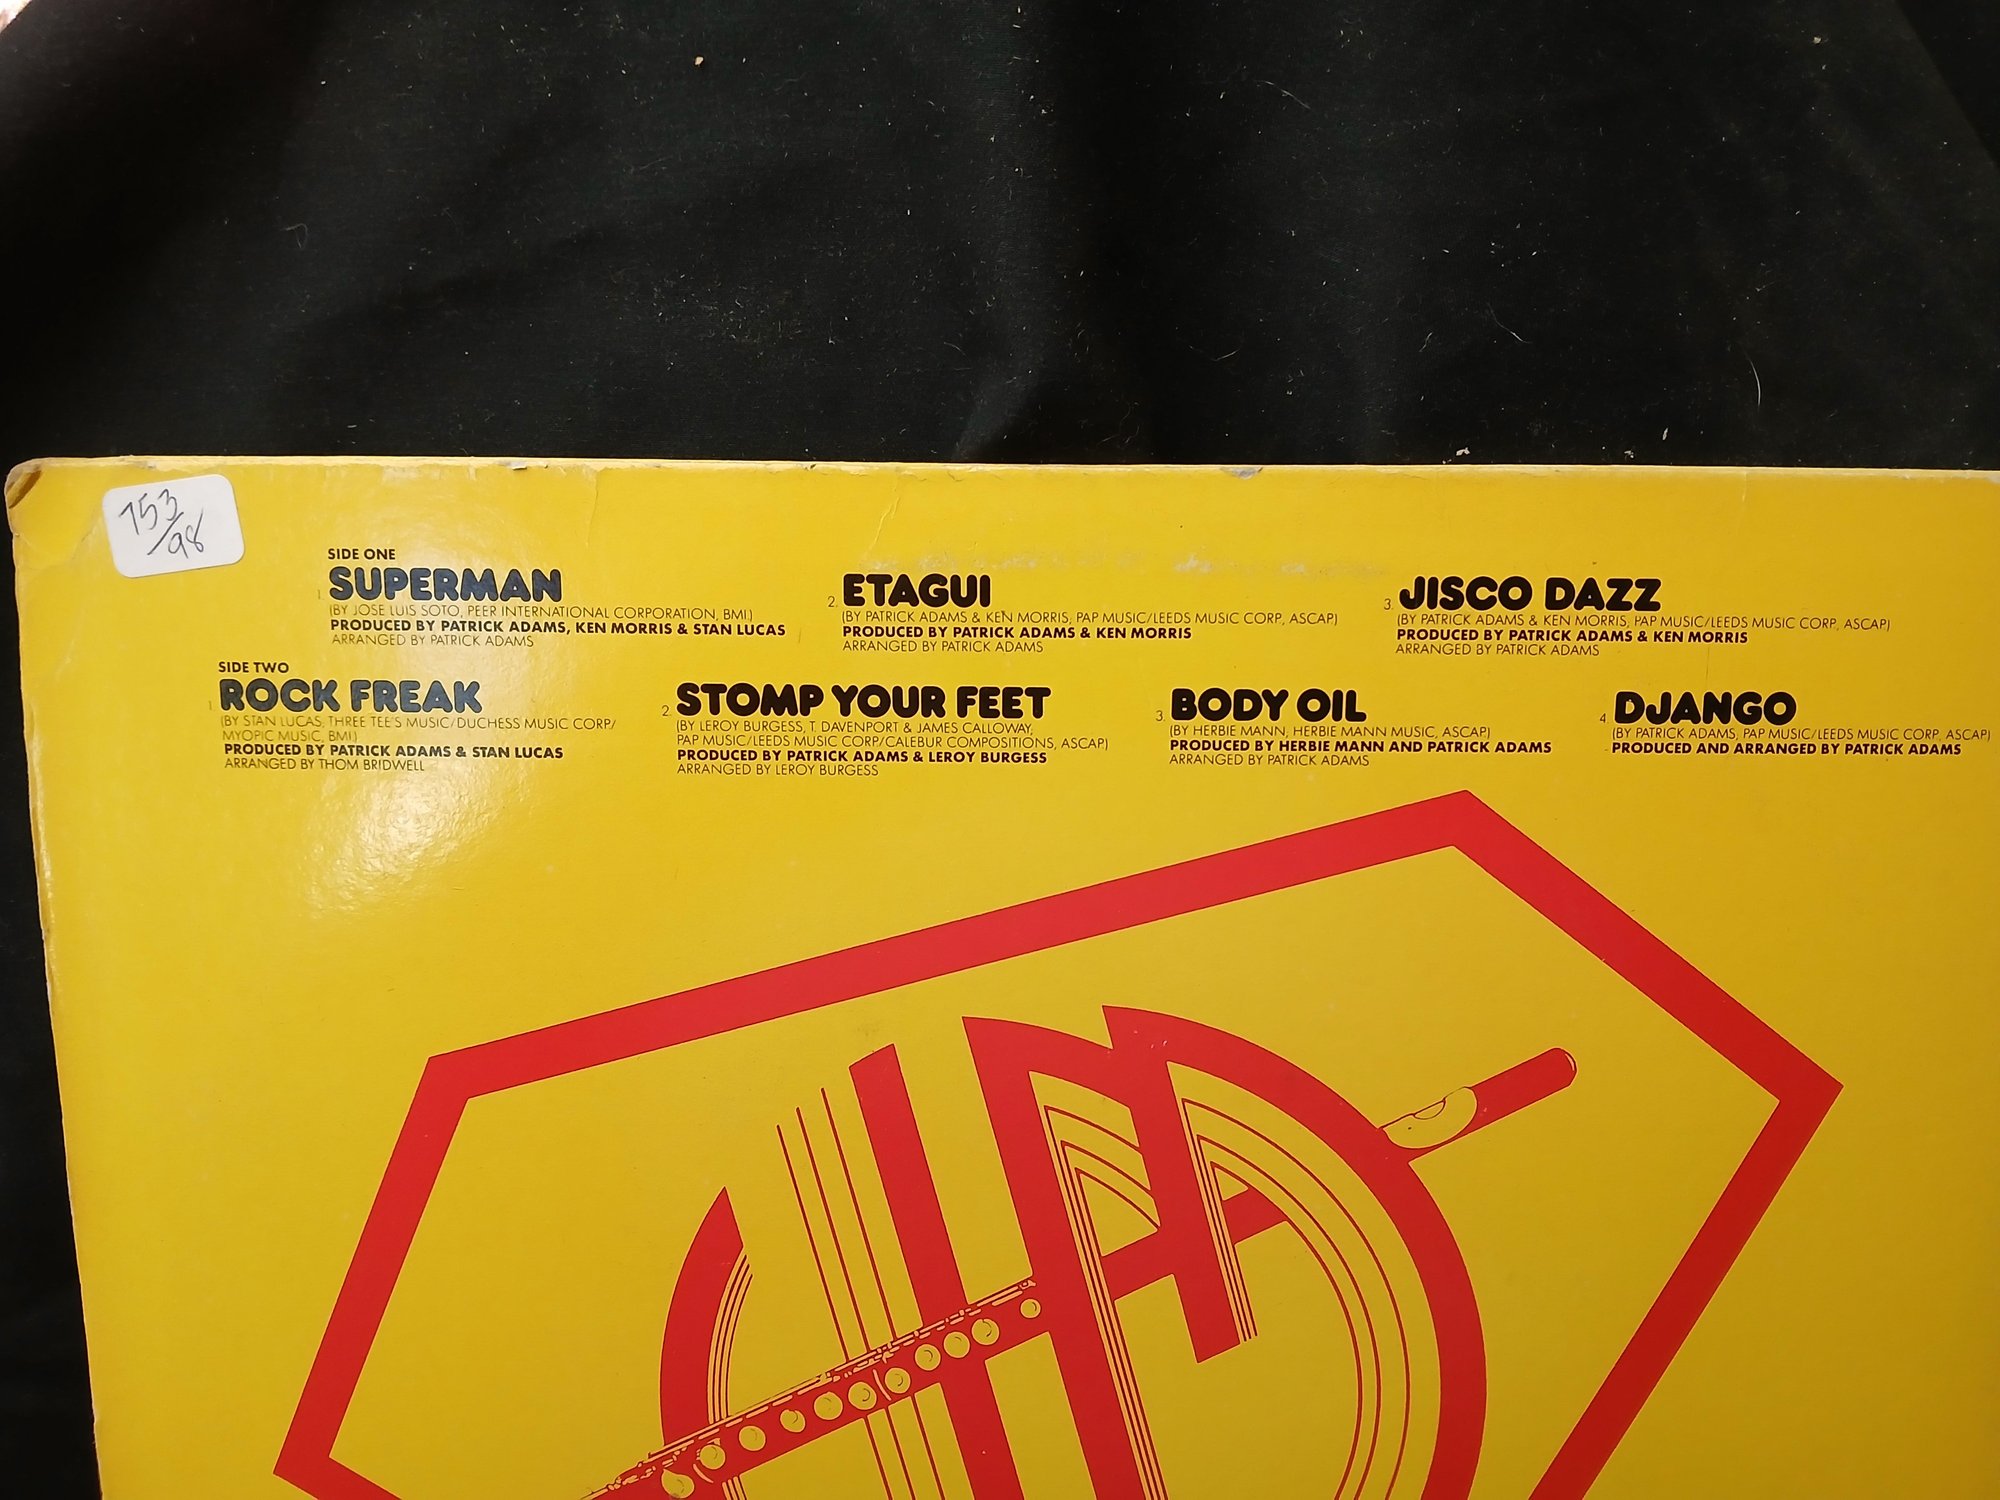 753/98
SIDE ONE
1. SUPERMAN
(BY JOSE LUIS SOTO, PEER INTERNATIONAL CORPORATION, BMI)
PRODUCED BY PATRICK ADAMS, KEN MORRIS & STAN LUCAS
ARRANGED BY PATRICK ADAMS
2. ETAGUI
(BY PATRICK ADAMS & KEN MORRIS, PAP MUSIC/LEEDS MUSIC CORP., ASCAP)
PRODUCED BY PATRICK ADAMS & KEN MORRIS
ARRANGED BY PATRICK ADAMS
3. JISCO DAZZ
(BY PATRICK ADAMS & KEN MORRIS, PAP MUSIC/LEEDS MUSIC CORP., ASCAP)
PRODUCED BY PATRICK ADAMS & KEN MORRIS
ARRANGED BY PATRICK ADAMS
SIDE TWO
1. ROCK FREAK
(BY STAN LUCAS, THREE TEE'S MUSIC/DUCHESS MUSIC CORP/
MYOPIC MUSIC, BMI)
PRODUCED BY PATRICK ADAMS & STAN LUCAS
ARRANGED BY THOM BRIDWELL
2. STOMP YOUR FEET
(BY LEROY BURGESS, T. DAVENPORT & JAMES CALLOWAY,
PAP MUSIC/LEEDS MUSIC CORP/CALEBUR COMPOSITIONS, ASCAP)
PRODUCED BY PATRICK ADAMS & LEROY BURGESS
ARRANGED BY LEROY BURGESS
3. BODY OIL
(BY HERBIE MANN, HERBIE MANN MUSIC, ASCAP)
PRODUCED BY HERBIE MANN AND PATRICK ADAMS
ARRANGED BY PATRICK ADAMS
4. DJANGO
(BY PATRICK ADAMS, PAP MUSIC/LEEDS MUSIC CORP. ASCAP)
PRODUCED AND ARRANGED BY PATRICK ADAMS